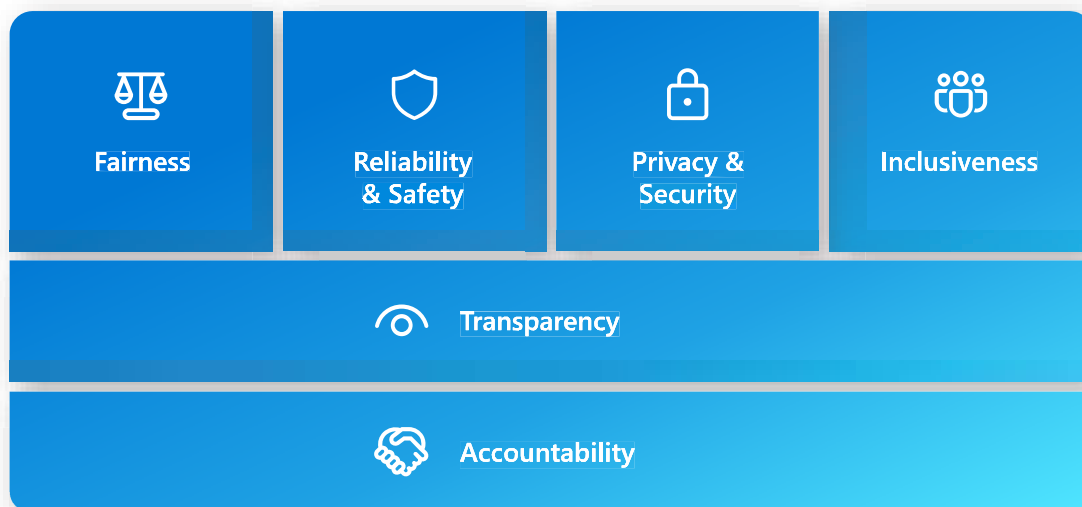 Fairness
Reliability
& Safety
Privacy &
Security
Inclusiveness
Transparency
Accountability